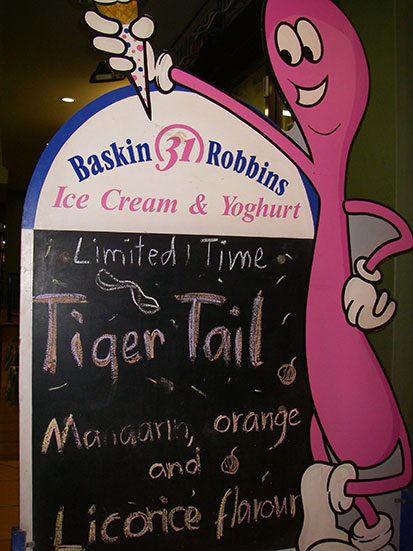 Baskin 31 Robbins
Ice Cream & Yoghurt
Limited Time
Tiger Tail
Mandarin, orange
and
Licorice flavour